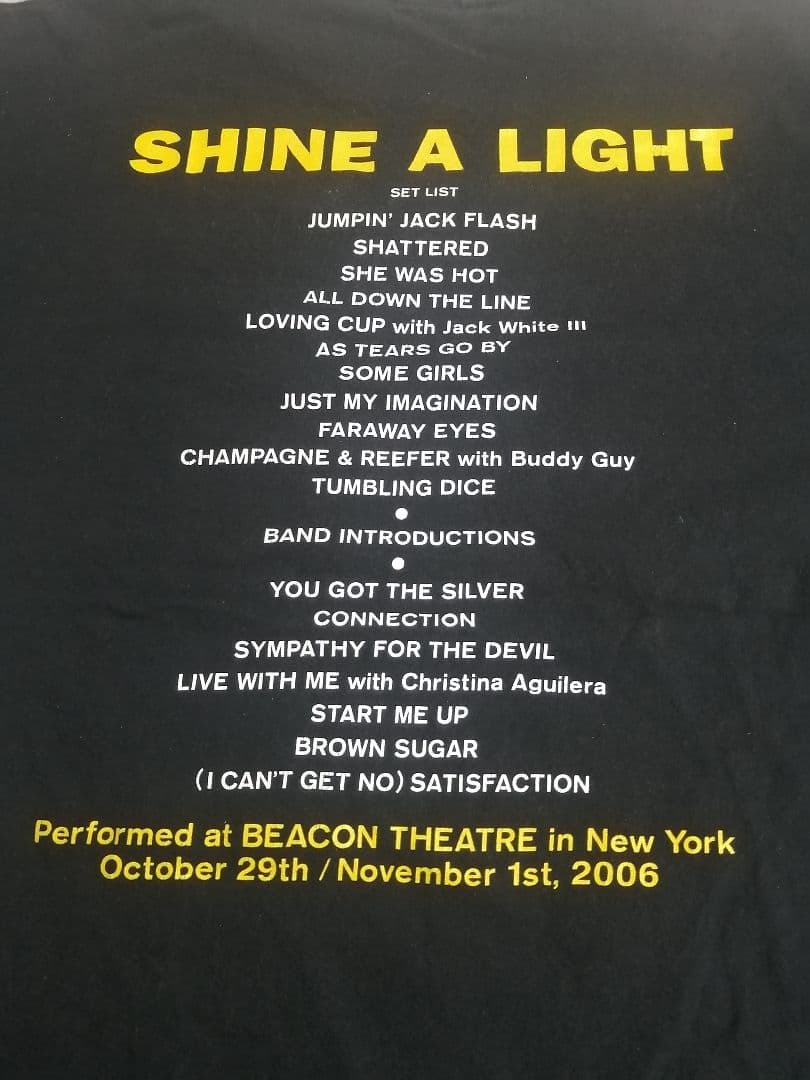 SHINE A LIGHT
SET LIST
JUMPIN' JACK FLASH
SHATTERED
SHE WAS HOT
ALL DOWN THE LINE
LOVING CUP with Jack White III
AS TEARS GO BY
SOME GIRLS
JUST MY IMAGINATION
FARAWAY EYES
CHAMPAGNE & REEFER with Buddy Guy
TUMBLING DICE
●
BAND INTRODUCTIONS
●
YOU GOT THE SILVER
CONNECTION
SYMPATHY FOR THE DEVIL
LIVE WITH ME with Christina Aguilera
START ME UP
BROWN SUGAR
(I CAN'T GET NO) SATISFACTION
Performed at BEACON THEATRE in New York
October 29th / November 1st, 2006